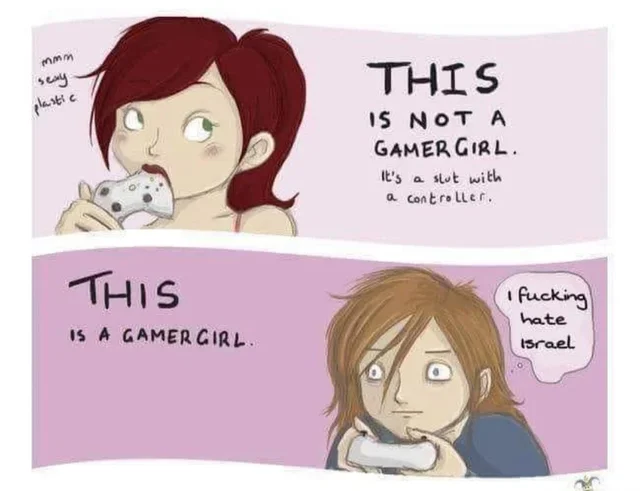 mmm
sexy
plastic
THIS
IS NOT A
GAMERGIRL.
It's a slut with
a controller.
THIS
IS A GAMERGIRL.
I fucking
hate
Israel